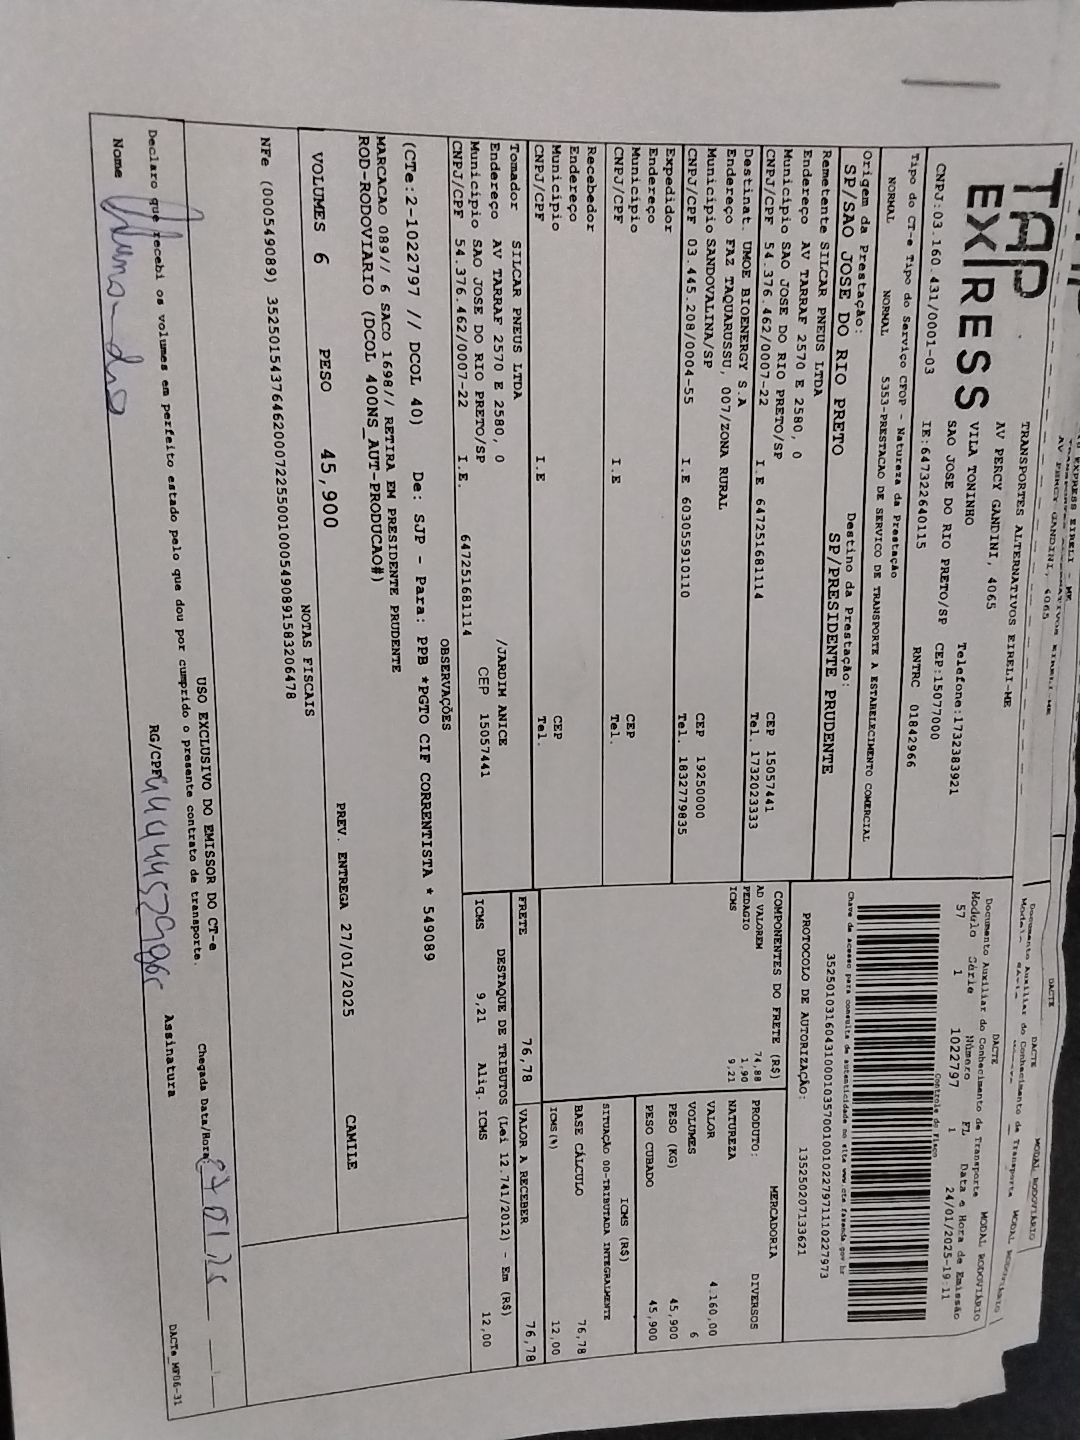 TAP EXPRESS
TRANSPORTES ALTERNATIVOS EIRELI-ME
AV PERCY GANDINI, 4065
VILA TONINHO Telefone:1732383921
SAO JOSE DO RIO PRETO/SP CEP:15077000
CNPJ:03.160.431/0001-03 IE:647322640115 RNTRC 01842966
DACTE
Documento Auxiliar do Conhecimento de Transporte MODAL RODOVIÁRIO
Modulo Série Número FL Data e Hora de Emissão
57 1 1022797 1 24/01/2025-19:11
Controle do Fisco
Chave de acesso para consulta de autenticidade no site www.cte.fazenda.gov.br
35250103160431000103570010010227971110227973
PROTOCOLO DE AUTORIZAÇÃO: 135250207133621
Tipo do CT-e Tipo do Serviço CFOP - Natureza da Prestação
NORMAL NORMAL 5353-PRESTACAO DE SERVICO DE TRANSPORTE A ESTABELECIMENTO COMERCIAL
Origem da Prestação: Destino da Prestação:
SP/SAO JOSE DO RIO PRETO SP/PRESIDENTE PRUDENTE
Remetente SILCAR PNEUS LTDA
Endereço AV TARRAF 2570 E 2580, 0
Município SAO JOSE DO RIO PRETO/SP CEP 15057441
CNPJ/CPF 54.376.462/0007-22 I.E 647251681114 Tel. 1732023333
Destinat. UMOE BIOENERGY S.A
Endereço FAZ TAQUARUSSU, 007/ZONA RURAL
Município SANDOVALINA/SP CEP 19250000
CNPJ/CPF 03.445.208/0004-55 I.E 603055910110 Tel. 18327779835
Expedidor
Endereço
Município CEP
CNPJ/CPF I.E Tel.
Recebedor
Endereço
Município CEP
CNPJ/CPF I.E Tel.
Tomador SILCAR PNEUS LTDA
Endereço AV TARRAF 2570 E 2580, 0 /JARDIM ANICE
Município SAO JOSE DO RIO PRETO/SP CEP 15057441
CNPJ/CPF 54.376.462/0007-22 I.E. 647251681114
COMPONENTES DO FRETE (R$)
AD VALOREM 74,88
PEDAGIO 1,90
ICMS 9,21
MERCADORIA
PRODUTO: DIVERSOS
NATUREZA
VALOR 4.160,00
VOLUMES 6
PESO (KG) 45,900
PESO CUBADO 45,900
ICMS (R$)
SITUAÇÃO 00-TRIBUTADA INTEGRALMENTE
BASE CÁLCULO 76,78
ICMS(%) 12,00
FRETE 76,78 VALOR A RECEBER 76,78
DESTAQUE DE TRIBUTOS (Lei 12.741/2012) - Em (R$)
ICMS 9,21 Aliq. ICMS 12,00
OBSERVAÇÕES
(CTe:2-1022797 // DCOL 40) De: SJP - Para: PPB *PGTO CIF CORRENTISTA * 549089
MARCACAO 089// 6 SACO 1698// RETIRA EM PRESIDENTE PRUDENTE
ROD-RODOVIARIO (DCOL 400NS_AUT-PRODUCAO#)
VOLUMES 6 PESO 45,900 PREV. ENTREGA 27/01/2025 CAMILE
NOTAS FISCAIS
NFe (000549089) 35250154376462000722550010005490891583206478
USO EXCLUSIVO DO EMISSOR DO CT-e
Declaro que recebi os volumes em perfeito estado pelo que dou por cumprido o presente contrato de transporte. Chegada Data/Hora 27 01 25
Nome RG/CPF Assinatura
DACTe_MF06-31